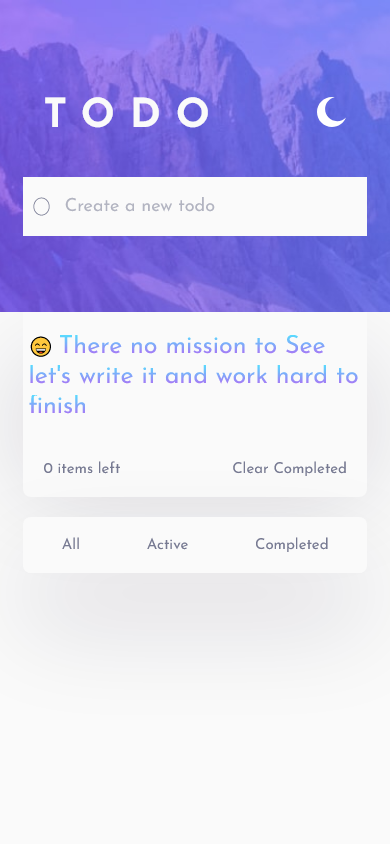 TODO
Create a new todo
😄 There no mission to See
let's write it and work hard to
finish
0 items left Clear Completed
All Active Completed